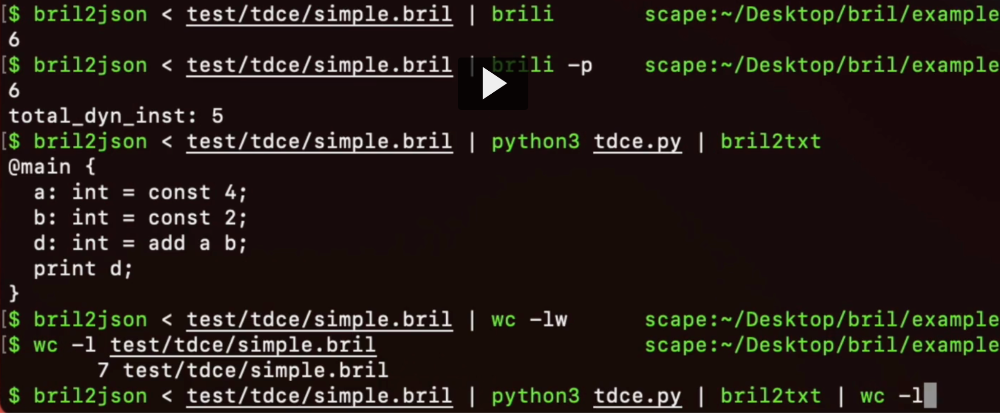 [$ bril2json < test/tdce/simple.bril | brili scape:~/Desktop/bril/example
6
[$ bril2json < test/tdce/simple.bril | brili -p scape:~/Desktop/bril/example
6
total_dyn_inst: 5
[$ bril2json < test/tdce/simple.bril | python3 tdce.py | bril2txt
@main {
  a: int = const 4;
  b: int = const 2;
  d: int = add a b;
  print d;
}
[$ bril2json < test/tdce/simple.bril | wc -lw scape:~/Desktop/bril/example
[$ wc -l test/tdce/simple.bril scape:~/Desktop/bril/example
       7 test/tdce/simple.bril
$ bril2json < test/tdce/simple.bril | python3 tdce.py | bril2txt | wc -l